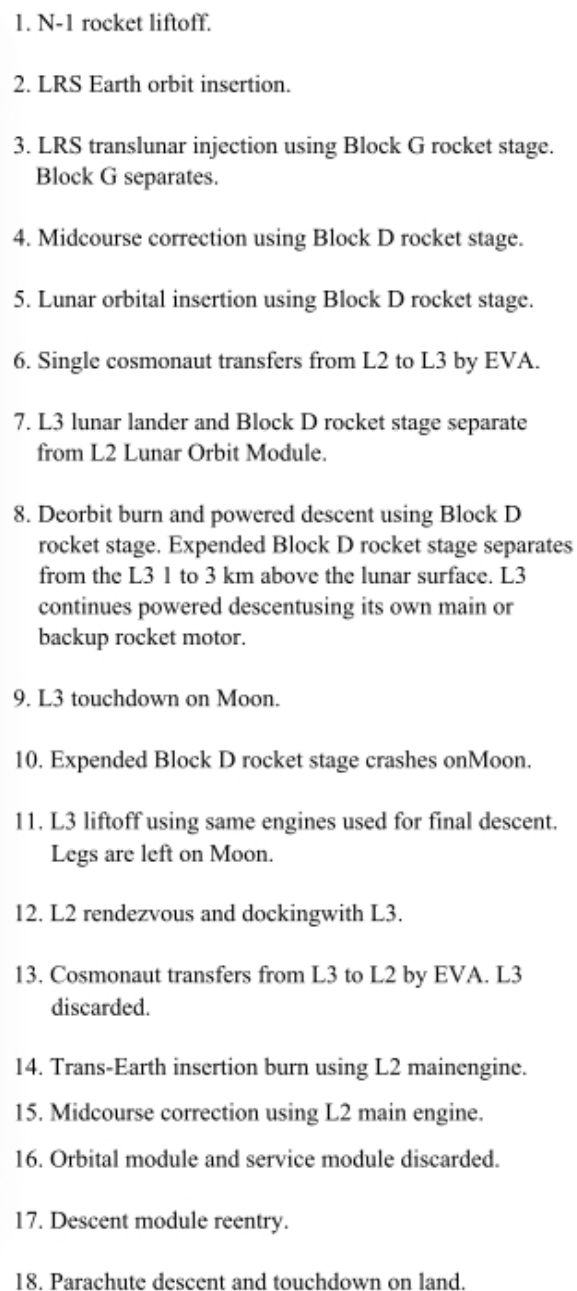 1. N-1 rocket liftoff.
2. LRS Earth orbit insertion.
3. LRS translunar injection using Block G rocket stage.
Block G separates.
4. Midcourse correction using Block D rocket stage.
5. Lunar orbital insertion using Block D rocket stage.
6. Single cosmonaut transfers from L2 to L3 by EVA.
7. L3 lunar lander and Block D rocket stage separate
from L2 Lunar Orbit Module.
8. Deorbit burn and powered descent using Block D
rocket stage. Expended Block D rocket stage separates
from the L3 1 to 3 km above the lunar surface. L3
continues powered descentusing its own main or
backup rocket motor.
9. L3 touchdown on Moon.
10. Expended Block D rocket stage crashes onMoon.
11. L3 liftoff using same engines used for final descent.
Legs are left on Moon.
12. L2 rendezvous and dockingwith L3.
13. Cosmonaut transfers from L3 to L2 by EVA. L3
discarded.
14. Trans-Earth insertion burn using L2 mainengine.
15. Midcourse correction using L2 main engine.
16. Orbital module and service module discarded.
17. Descent module reentry.
18. Parachute descent and touchdown on land.